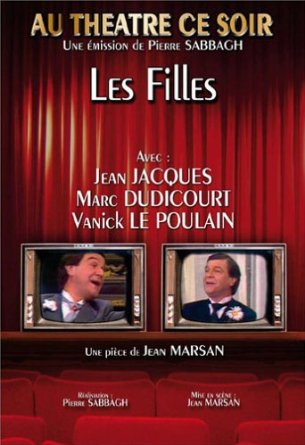 AU THEATRE CE SOIR
UNE ÉMISSION DE PIERRE SABBAGH
LES FILLES
AVEC :
JEAN JACQUES
MARC DUDICOURT
VANICK LE POULAIN
UNE PIÈCE DE JEAN MARSAN
RÉALISATION :
PIERRE SABBAGH
MISE EN SCÈNE :
JEAN MARSAN